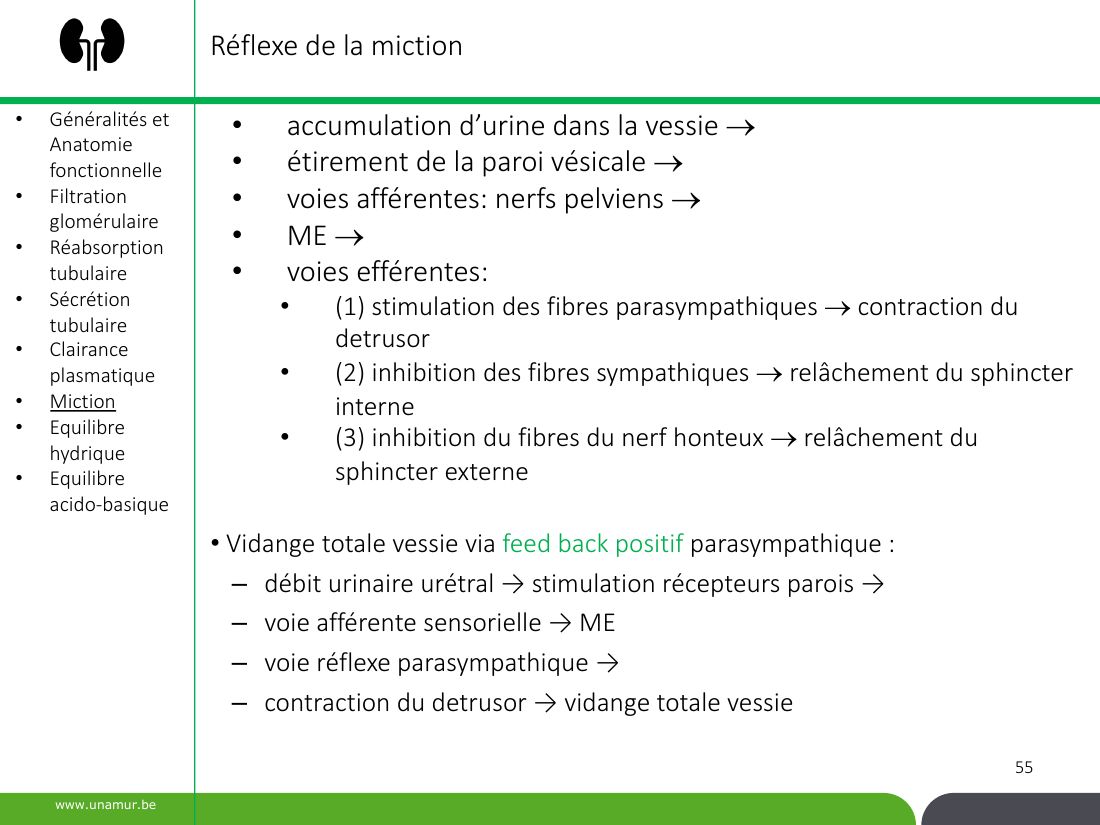 Réflexe de la miction
• Généralités et
Anatomie
fonctionnelle
• Filtration
glomérulaire
• Réabsorption
tubulaire
• Sécrétion
tubulaire
• Clairance
plasmatique
• Miction
• Equilibre
hydrique
• Equilibre
acido-basique
• accumulation d’urine dans la vessie →
• étirement de la paroi vésicale →
• voies afférentes: nerfs pelviens →
• ME →
• voies efférentes:
• (1) stimulation des fibres parasympathiques → contraction du
detrusor
• (2) inhibition des fibres sympathiques → relâchement du sphincter
interne
• (3) inhibition du fibres du nerf honteux → relâchement du
sphincter externe
• Vidange totale vessie via feed back positif parasympathique :
– débit urinaire urétral → stimulation récepteurs parois →
– voie afférente sensorielle → ME
– voie réflexe parasympathique →
– contraction du detrusor → vidange totale vessie
55
www.unamur.be